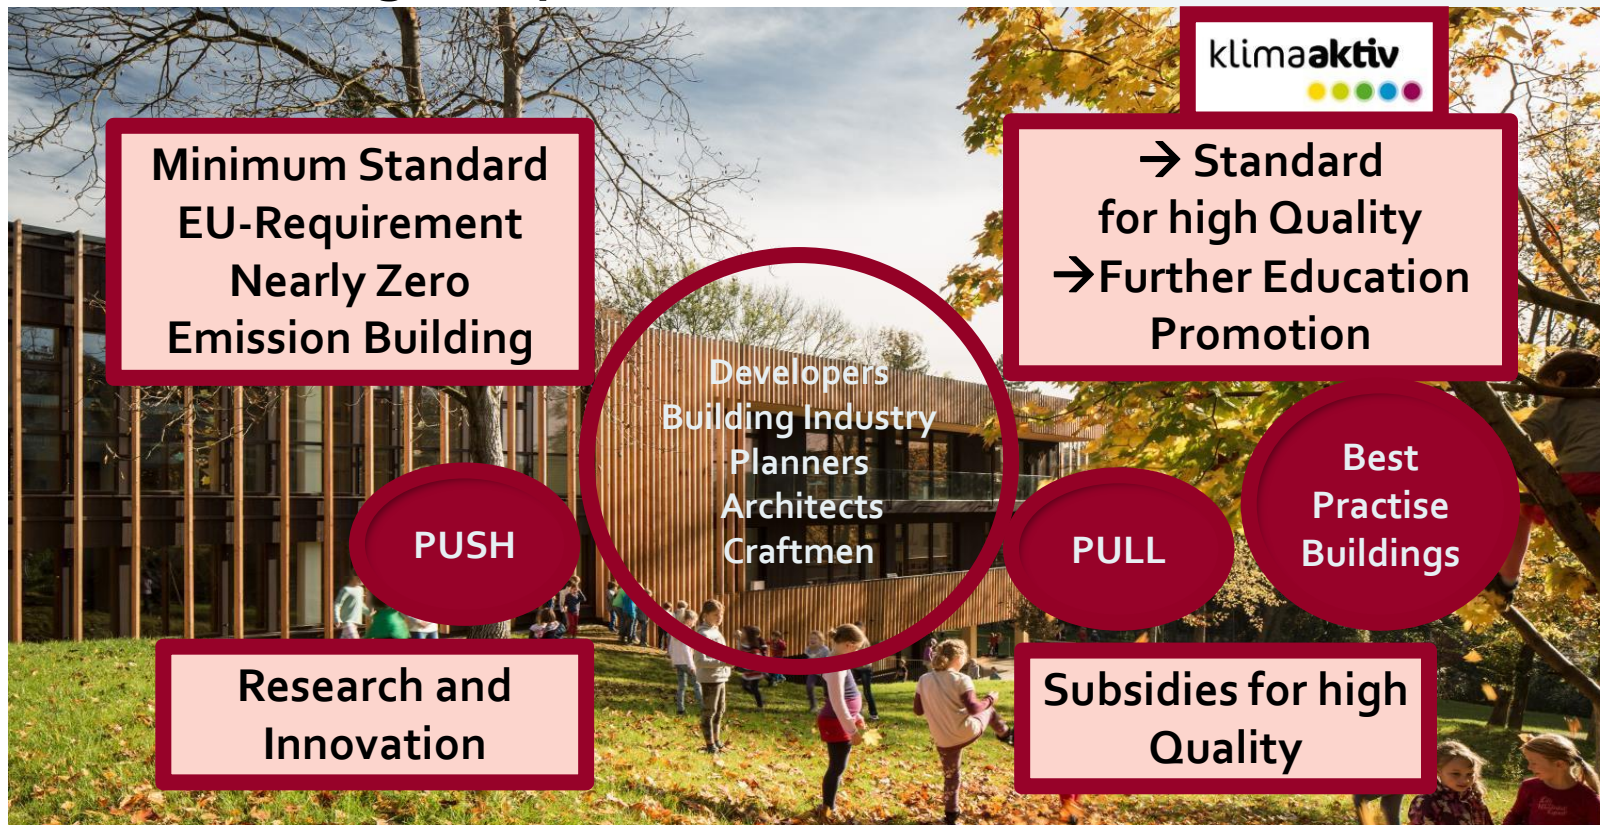 klimaaktiv
Minimum Standard
EU-Requirement
Nearly Zero
Emission Building
→ Standard
for high Quality
→Further Education
Promotion
Developers
Building Industry
Planners
Architects
Craftmen
PUSH
PULL
Best
Practise
Buildings
Research and
Innovation
Subsidies for high
Quality